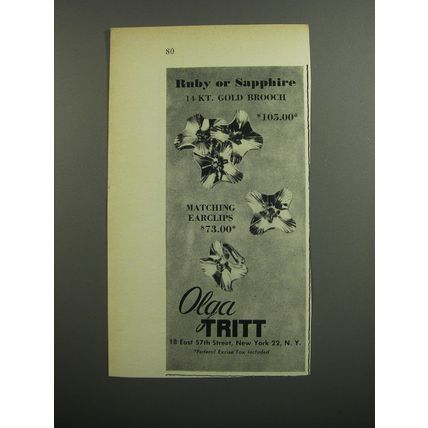 80
Ruby or Sapphire
14 KT. GOLD BROOCH
*105.00*
MATCHING
EARCLIPS
*73.00*
Olga
TRITT
18 East 57th Street, New York 22, N. Y.
*Federal Excise Tax Included